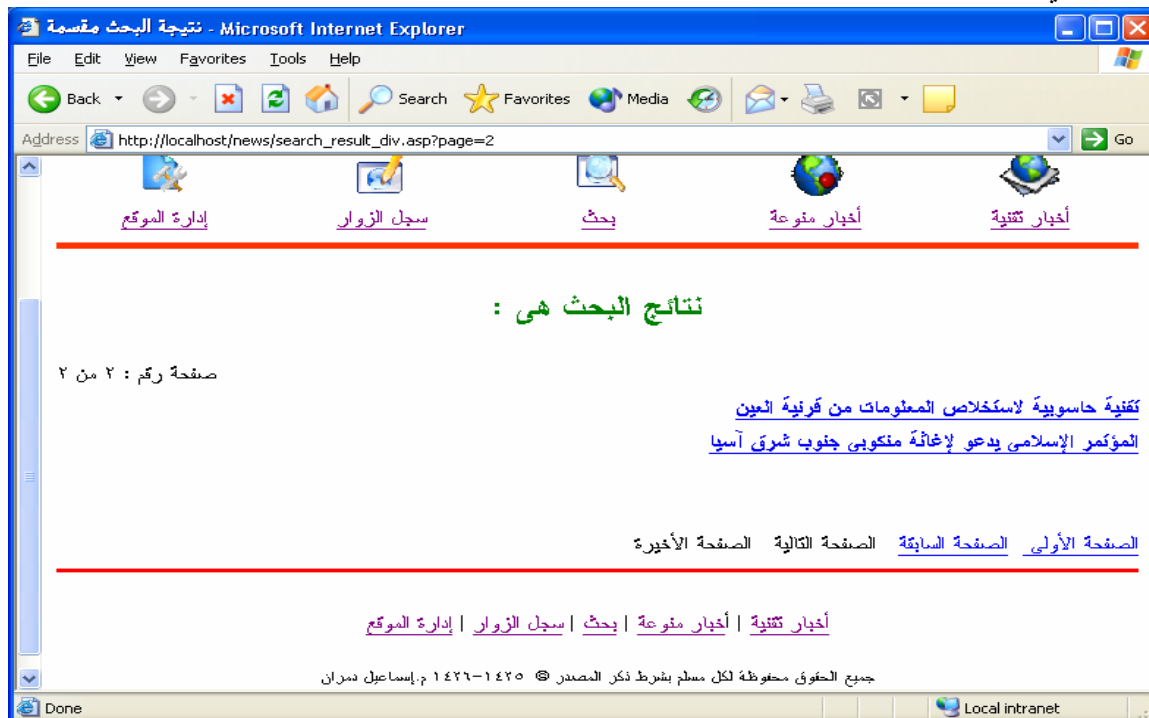 نتيجة البحث مقسمة - Microsoft Internet Explorer
File Edit View Favorites Tools Help
Back Search Favorites Media
Address http://localhost/news/search_result_div.asp?page=2 Go
أخبار تقنية أخبار منوعة بحث سجل الزوار إدارة الموقع
نتائج البحث هي :
صفحة رقم : ٢ من ٢
تقنية حاسوبية لاستخلاص المعلومات من قرنية العين
المؤتمر الإسلامي يدعو لإغاثة منكوبي جنوب شرق آسيا
الصفحة الأولى الصفحة السابقة الصفحة التالية الصفحة الأخيرة
أخبار تقنية | أخبار منوعة | بحث | سجل الزوار | إدارة الموقع
جميع الحقوق محفوظة لكل مسلم بشرط ذكر المصدر © ١٤٢٥-١٤٢٦ م.إسماعيل دمران
Done Local intranet